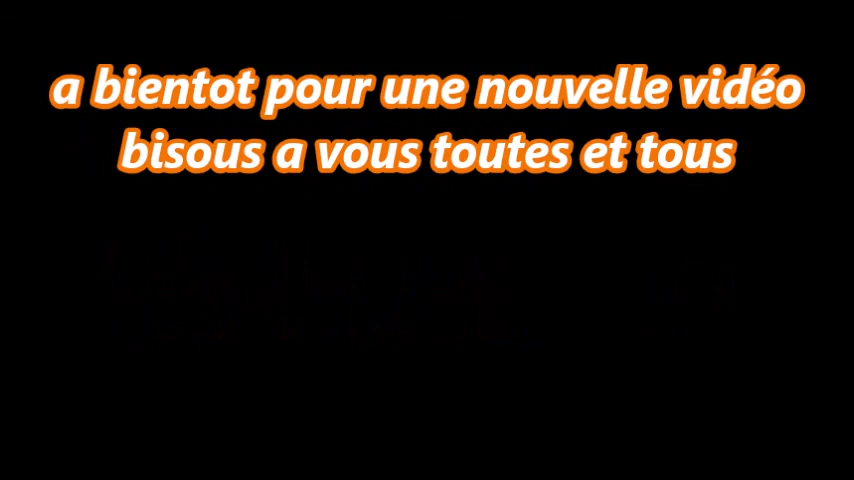 a bientot pour une nouvelle vidéo
bisous a vous toutes et tous